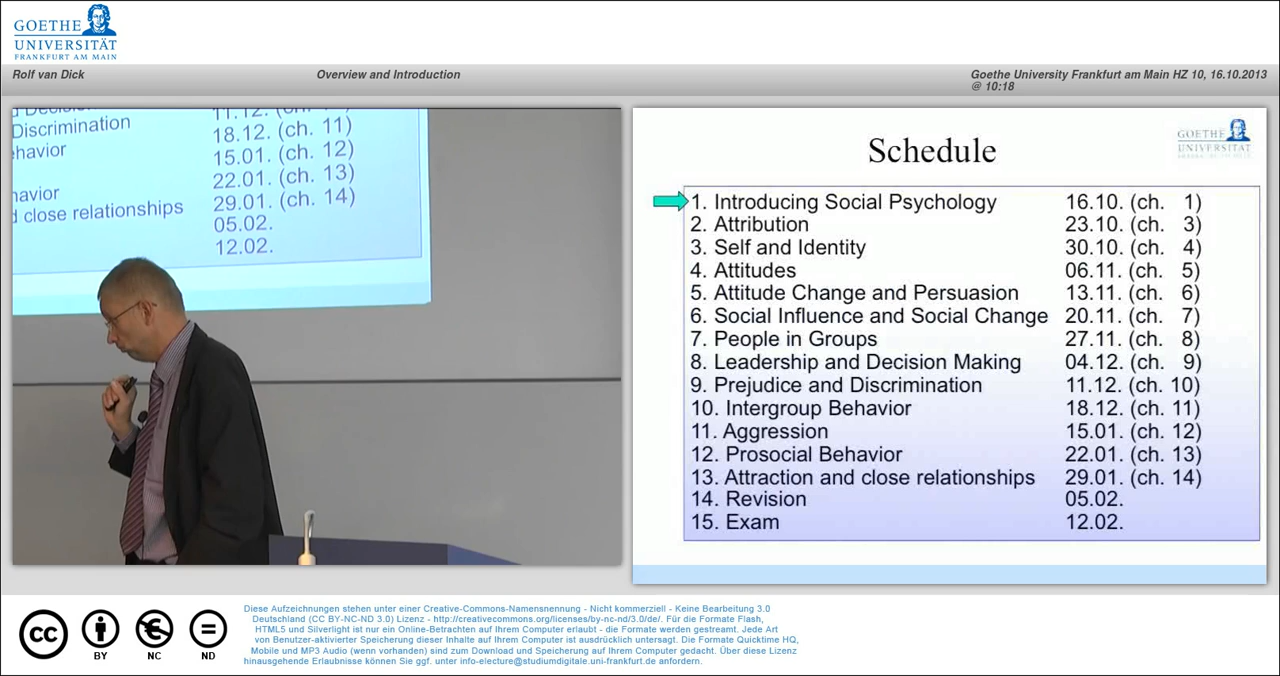 GOETHE
UNIVERSITÄT
FRANKFURT AM MAIN
Rolf van Dick
Overview and Introduction
Goethe University Frankfurt am Main HZ 10, 16.10.2013
@ 10:18
Discrimination 18.12. (ch. 11)
ehavior 15.01. (ch. 12)
22.01. (ch. 13)
havior 29.01. (ch. 14)
d close relationships 05.02.
12.02.
GOETHE
UNIVERSITÄT
Schedule
1. Introducing Social Psychology 16.10. (ch. 1)
2. Attribution 23.10. (ch. 3)
3. Self and Identity 30.10. (ch. 4)
4. Attitudes 06.11. (ch. 5)
5. Attitude Change and Persuasion 13.11. (ch. 6)
6. Social Influence and Social Change 20.11. (ch. 7)
7. People in Groups 27.11. (ch. 8)
8. Leadership and Decision Making 04.12. (ch. 9)
9. Prejudice and Discrimination 11.12. (ch. 10)
10. Intergroup Behavior 18.12. (ch. 11)
11. Aggression 15.01. (ch. 12)
12. Prosocial Behavior 22.01. (ch. 13)
13. Attraction and close relationships 29.01. (ch. 14)
14. Revision 05.02.
15. Exam 12.02.
cc
BY
NC
ND
Diese Aufzeichnungen stehen unter einer Creative-Commons-Namensnennung - Nicht kommerziell - Keine Bearbeitung 3.0
Deutschland (CC BY-NC-ND 3.0) Lizenz - http://creativecommons.org/licenses/by-nc-nd/3.0/de/. Für die Formate Flash,
HTML5 und Silverlight ist nur ein Online-Betrachten auf Ihrem Computer erlaubt - die Formate werden gestreamt. Jede Art
von Benutzer-aktivierter Speicherung dieser Inhalte auf Ihrem Computer ist ausdrücklich untersagt. Die Formate Quicktime HQ,
Mobile und MP3 Audio (wenn vorhanden) sind zum Download und Speicherung auf Ihrem Computer gedacht. Über diese Lizenz
hinausgehende Erlaubnisse können Sie ggf. unter info-electure@studiumdigitale.uni-frankfurt.de anfordern.